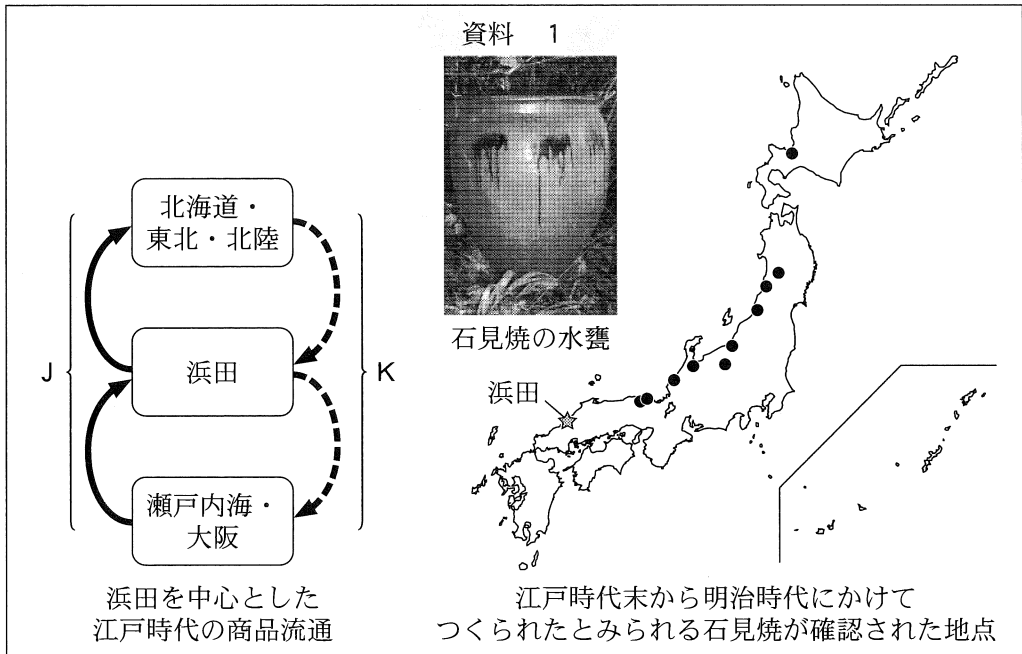 資料 1
石見焼の水甕
北海道・
東北・北陸
浜田
瀬戸内海・
大阪
J
K
浜田を中心とした
江戸時代の商品流通
浜田
江戸時代末から明治時代にかけて
つくられたとみられる石見焼が確認された地点